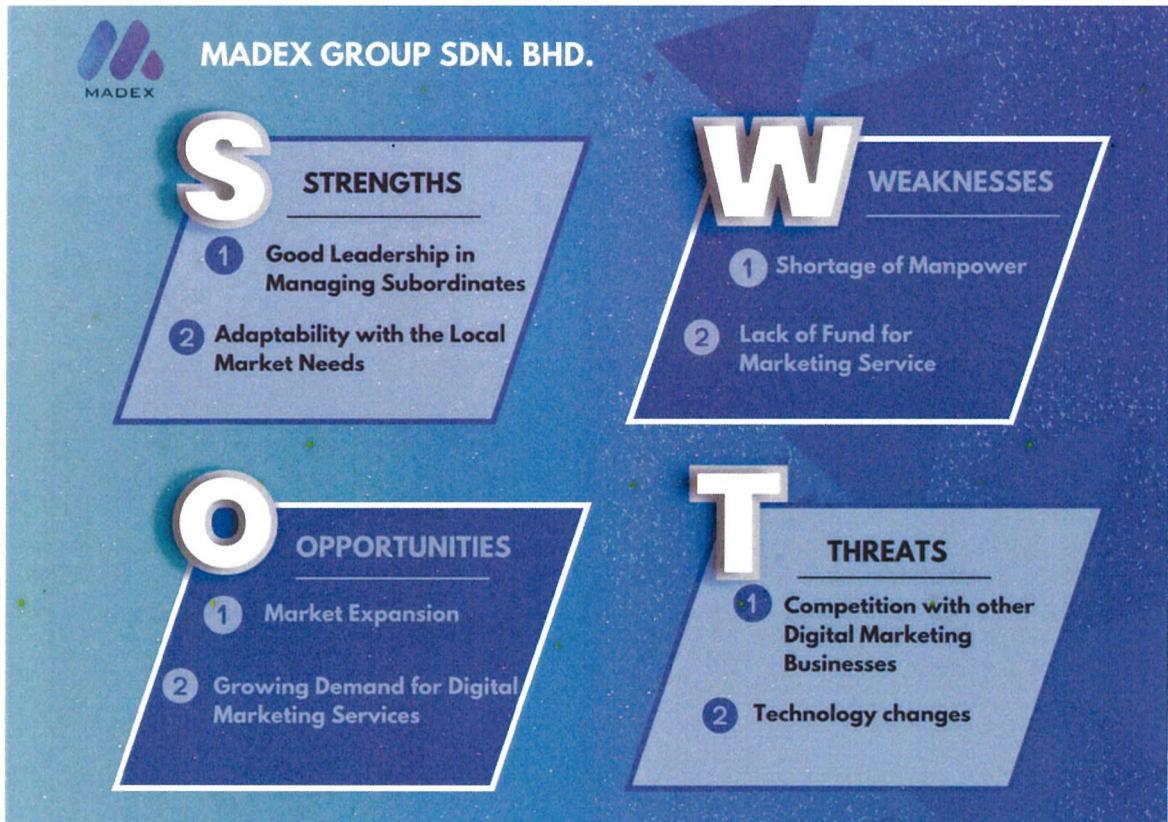 MADEX GROUP SDN. BHD.
MADEX
S
STRENGTHS
1 Good Leadership in
Managing Subordinates
2 Adaptability with the Local
Market Needs
W
WEAKNESSES
1 Shortage of Manpower
2 Lack of Fund for
Marketing Service
O
OPPORTUNITIES
1 Market Expansion
2 Growing Demand for Digital
Marketing Services
T
THREATS
1 Competition with other
Digital Marketing
Businesses
2 Technology changes